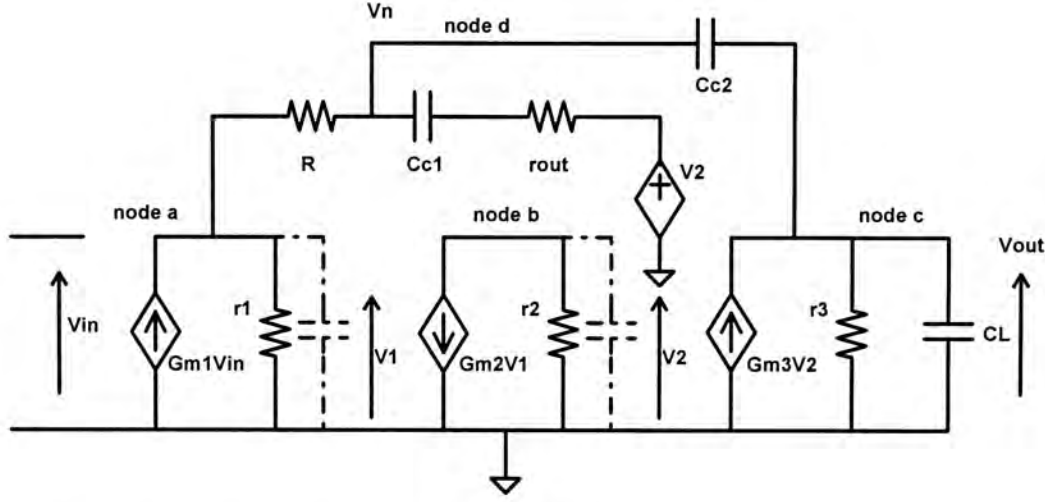 Vn
node d
Cc2
R
Cc1
rout
V2
node a
node b
node c
Vout
Vin
Gm1Vin
r1
V1
Gm2V1
r2
V2
Gm3V2
r3
CL